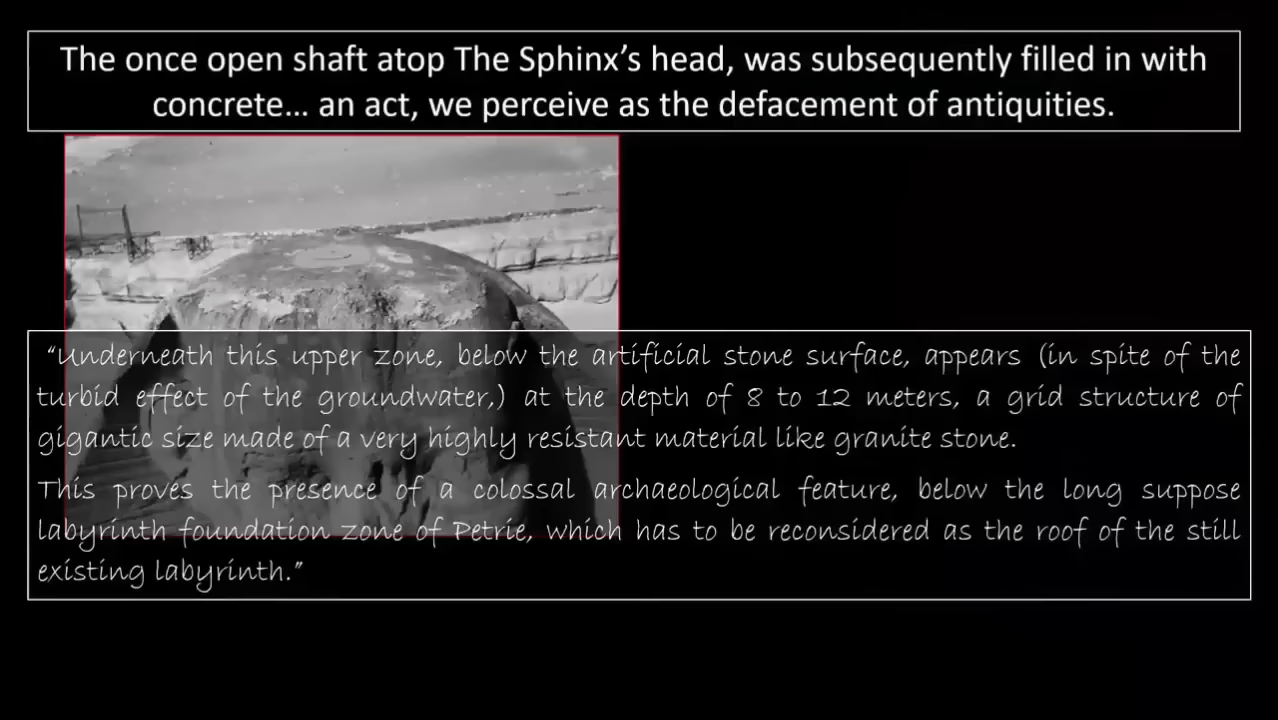 The once open shaft atop The Sphinx’s head, was subsequently filled in with
concrete… an act, we perceive as the defacement of antiquities.
“Underneath this upper zone, below the artificial stone surface, appears (in spite of the
turbid effect of the groundwater,) at the depth of 8 to 12 meters, a grid structure of
gigantic size made of a very highly resistant material like granite stone.
This proves the presence of a colossal archaeological feature, below the long suppose
labyrinth foundation zone of Petrie, which has to be reconsidered as the roof of the still
existing labyrinth.”